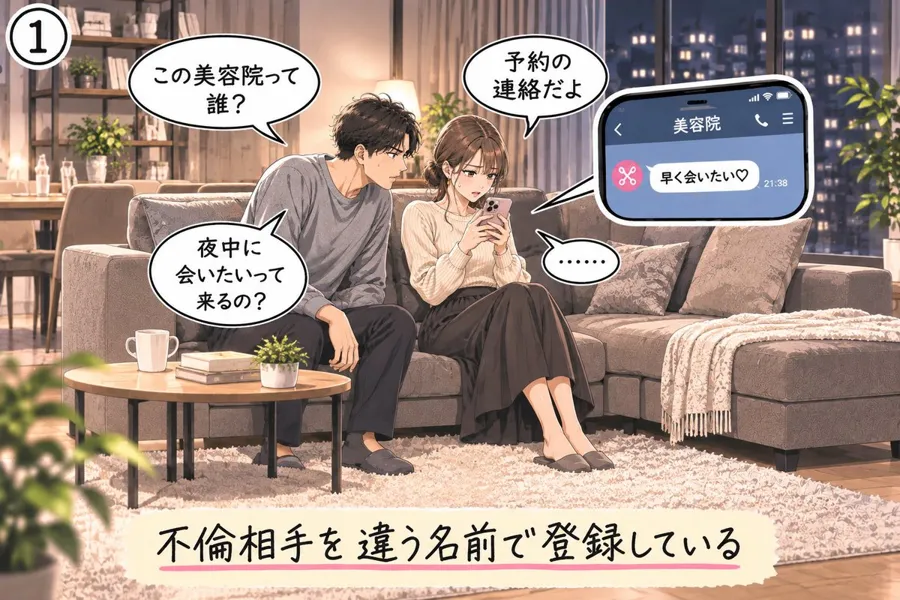 1
この美容院って
誰？
予約の
連絡だよ
美容院
早く会いたい♡
21:38
夜中に
会いたいって
来るの？
……
不倫相手を違う名前で登録している